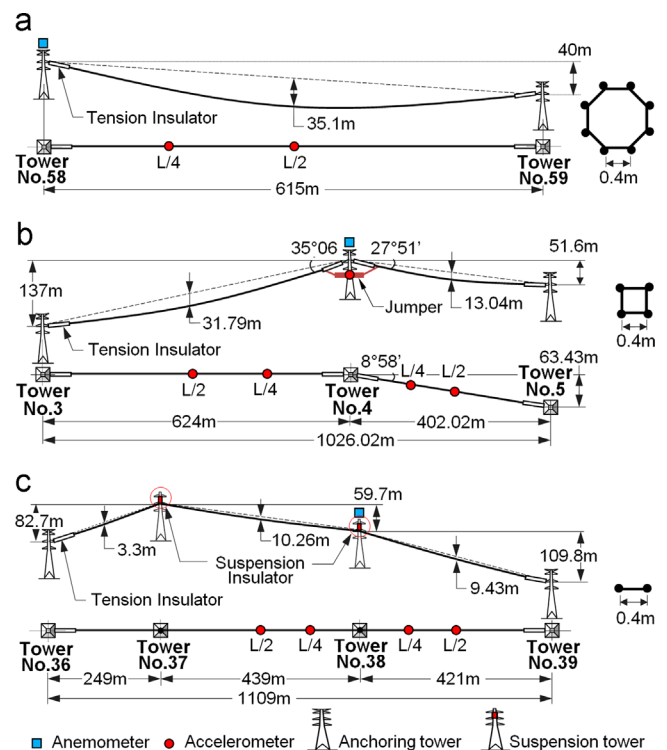 a
40m
Tension Insulator
35.1m
L/4
L/2
Tower
No.58
Tower
No.59
615m
0.4m
b
35°06
27°51'
51.6m
137m
Jumper
13.04m
31.79m
Tension Insulator
0.4m
8°58'
L/4
L/2
63.43m
Tower
No.5
L/2
L/4
Tower
No.3
Tower
No.4
624m
402.02m
1026.02m
c
59.7m
82.7m
3.3m
Suspension
Insulator
10.26m
109.8m
Tension Insulator
9.43m
0.4m
L/2
L/4
L/4
L/2
Tower
No.36
Tower
No.37
Tower
No.38
Tower
No.39
249m
439m
421m
1109m
Anemometer
Accelerometer
Anchoring tower
Suspension tower